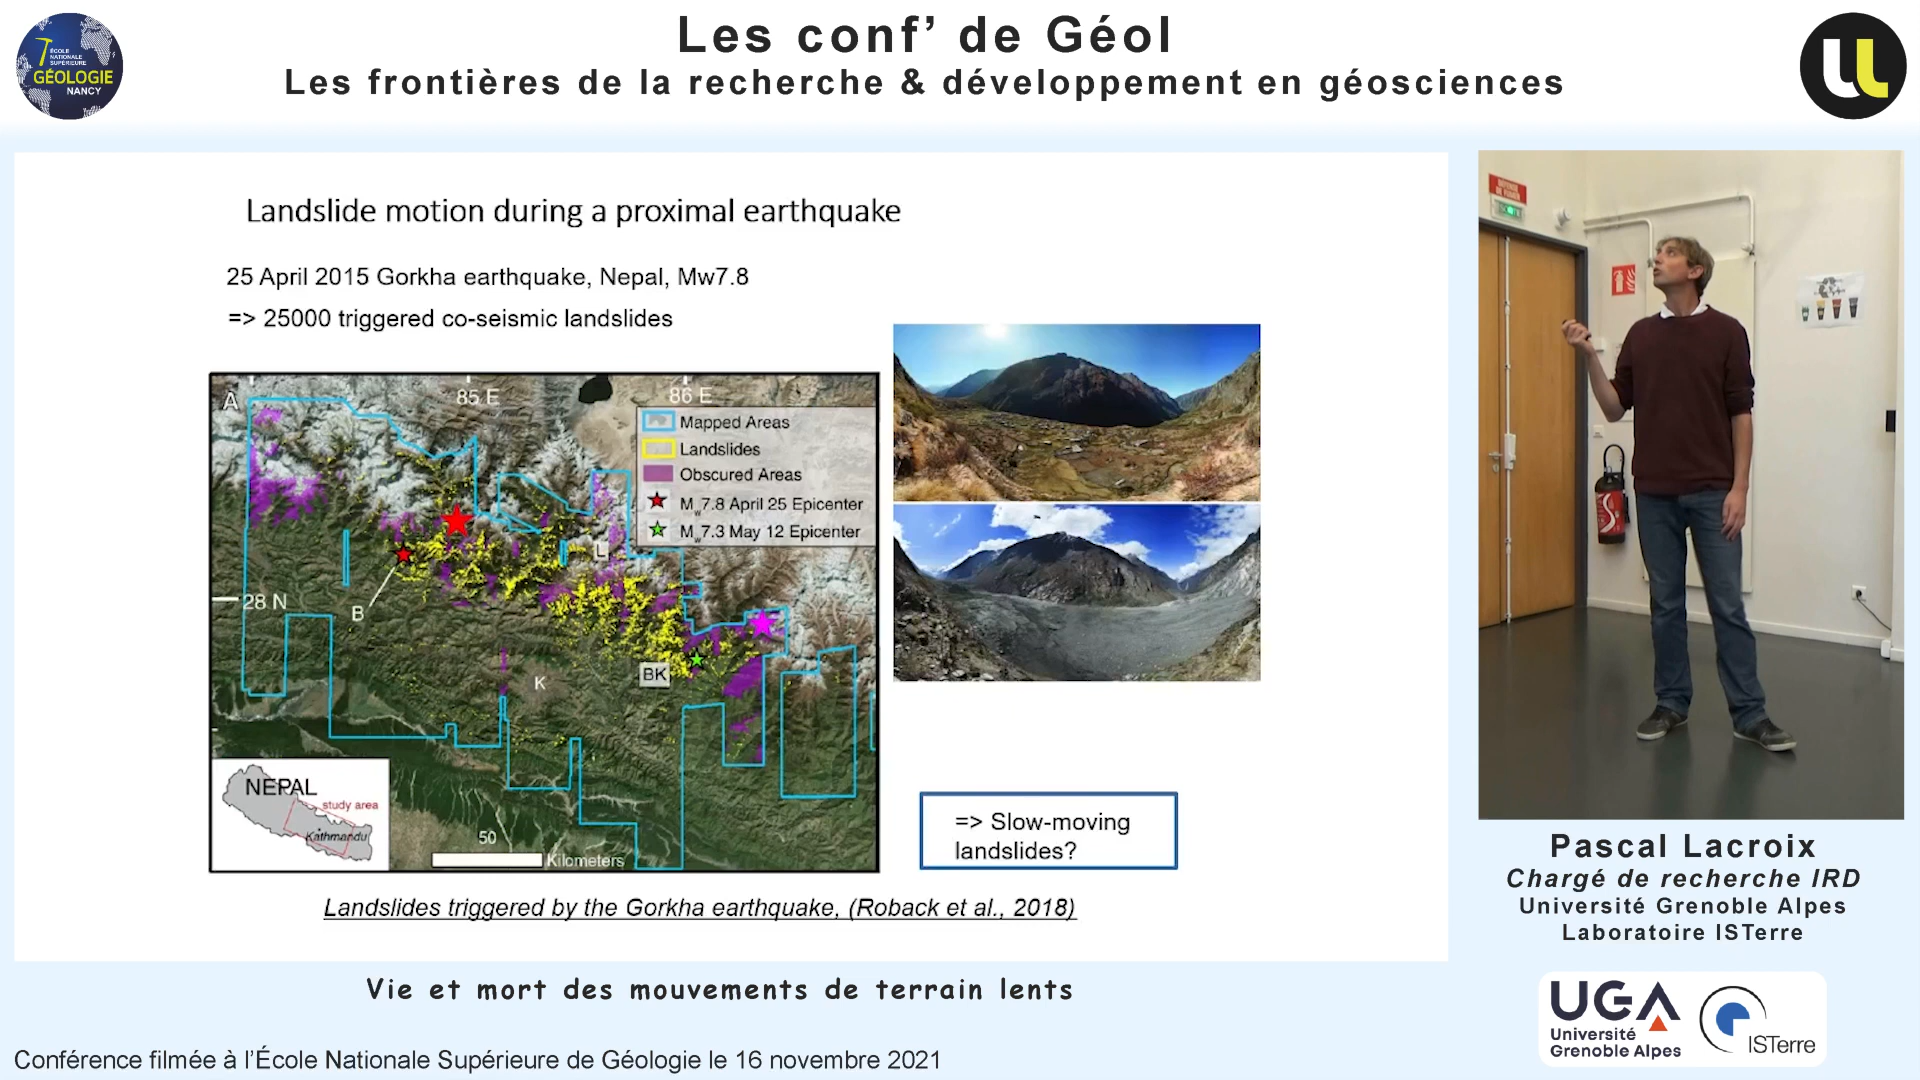 Les conf’ de Géol
Les frontières de la recherche & développement en géosciences
ÉCOLE
NATIONALE
SUPÉRIEURE
GÉOLOGIE
NANCY
Landslide motion during a proximal earthquake
25 April 2015 Gorkha earthquake, Nepal, Mw7.8
=> 25000 triggered co-seismic landslides
A
85 E
86 E
Mapped Areas
Landslides
Obscured Areas
Mw7.8 April 25 Epicenter
Mw7.3 May 12 Epicenter
L
28 N
B
BK
K
NEPAL
study area
Kathmandu
50
Kilometers
=> Slow-moving
landslides?
Landslides triggered by the Gorkha earthquake, (Roback et al., 2018)
Pascal Lacroix
Chargé de recherche IRD
Université Grenoble Alpes
Laboratoire ISTerre
Vie et mort des mouvements de terrain lents
UGA
Université
Grenoble Alpes
ISTerre
Conférence filmée à l’École Nationale Supérieure de Géologie le 16 novembre 2021